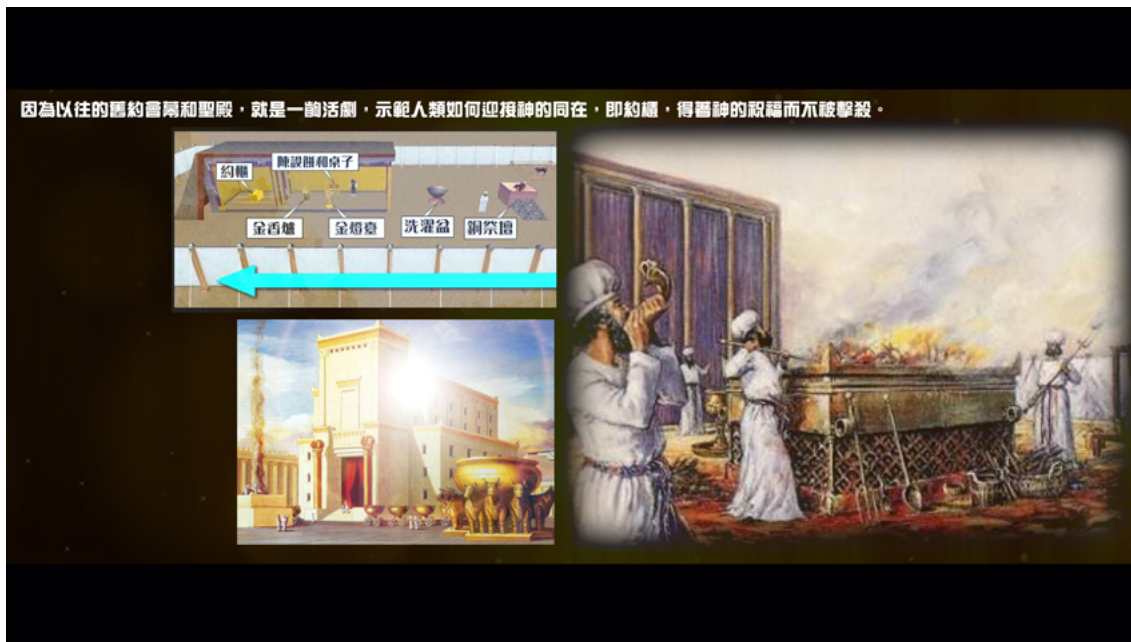 因為以往的舊約會幕和聖殿，就是一齣活劇，示範人類如何迎接神的同在，即約櫃，得著神的祝福而不被擊殺。
陳設餅和桌子
約櫃
金香爐
金燈臺
洗濯盆
銅祭壇